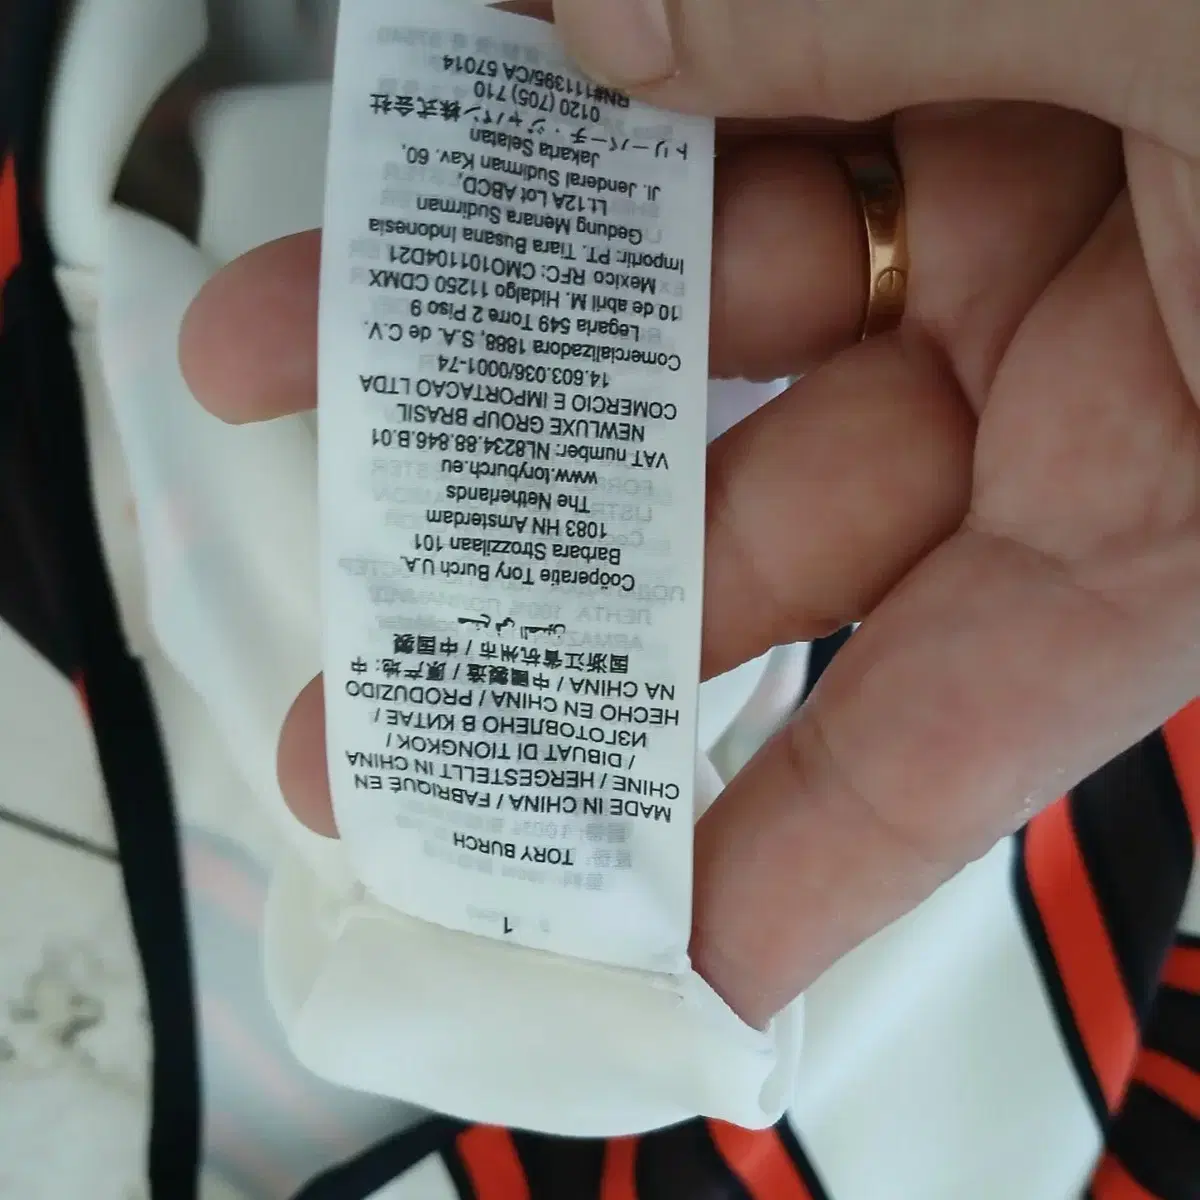 1
TORY BURCH
MADE IN CHINA / FABRIQUÉ EN
CHINE / HERGESTELLT IN CHINA
/ DIBUAT DI TIONGKOK /
ИЗГОТОВЛЕНО В КИТАЕ /
HECHO EN CHINA / PRODUZIDO
NA CHINA / 中國製造 / 原产地: 中
国浙江省杭州市 / 中国製
صنع في الصين
Coöperatie Tory Burch U.A.
Barbara Strozzilaan 101
1083 HN Amsterdam
The Netherlands
www.toryburch.eu
VAT number: NL8234.88.846.B.01
NEWLUXE GROUP BRASIL
COMERCIO E IMPORTACAO LTDA
14.603.036/0001-74
Comercializadora 1888, S.A. de C.V.
Legaria 549 Torre 2 Piso 9
10 de abril M. Hidalgo 11250 CDMX
Mexico RFC: CMO101104D21
Importir: PT. Tiara Busana Indonesia
Gedung Menara Sudirman
Lt.12A Lot ABCD,
Jl. Jenderal Sudirman Kav. 60,
Jakarta Selatan
トリーバーチ・ジャパン株式会社
0120 (705) 710
RN#111395/CA 57014